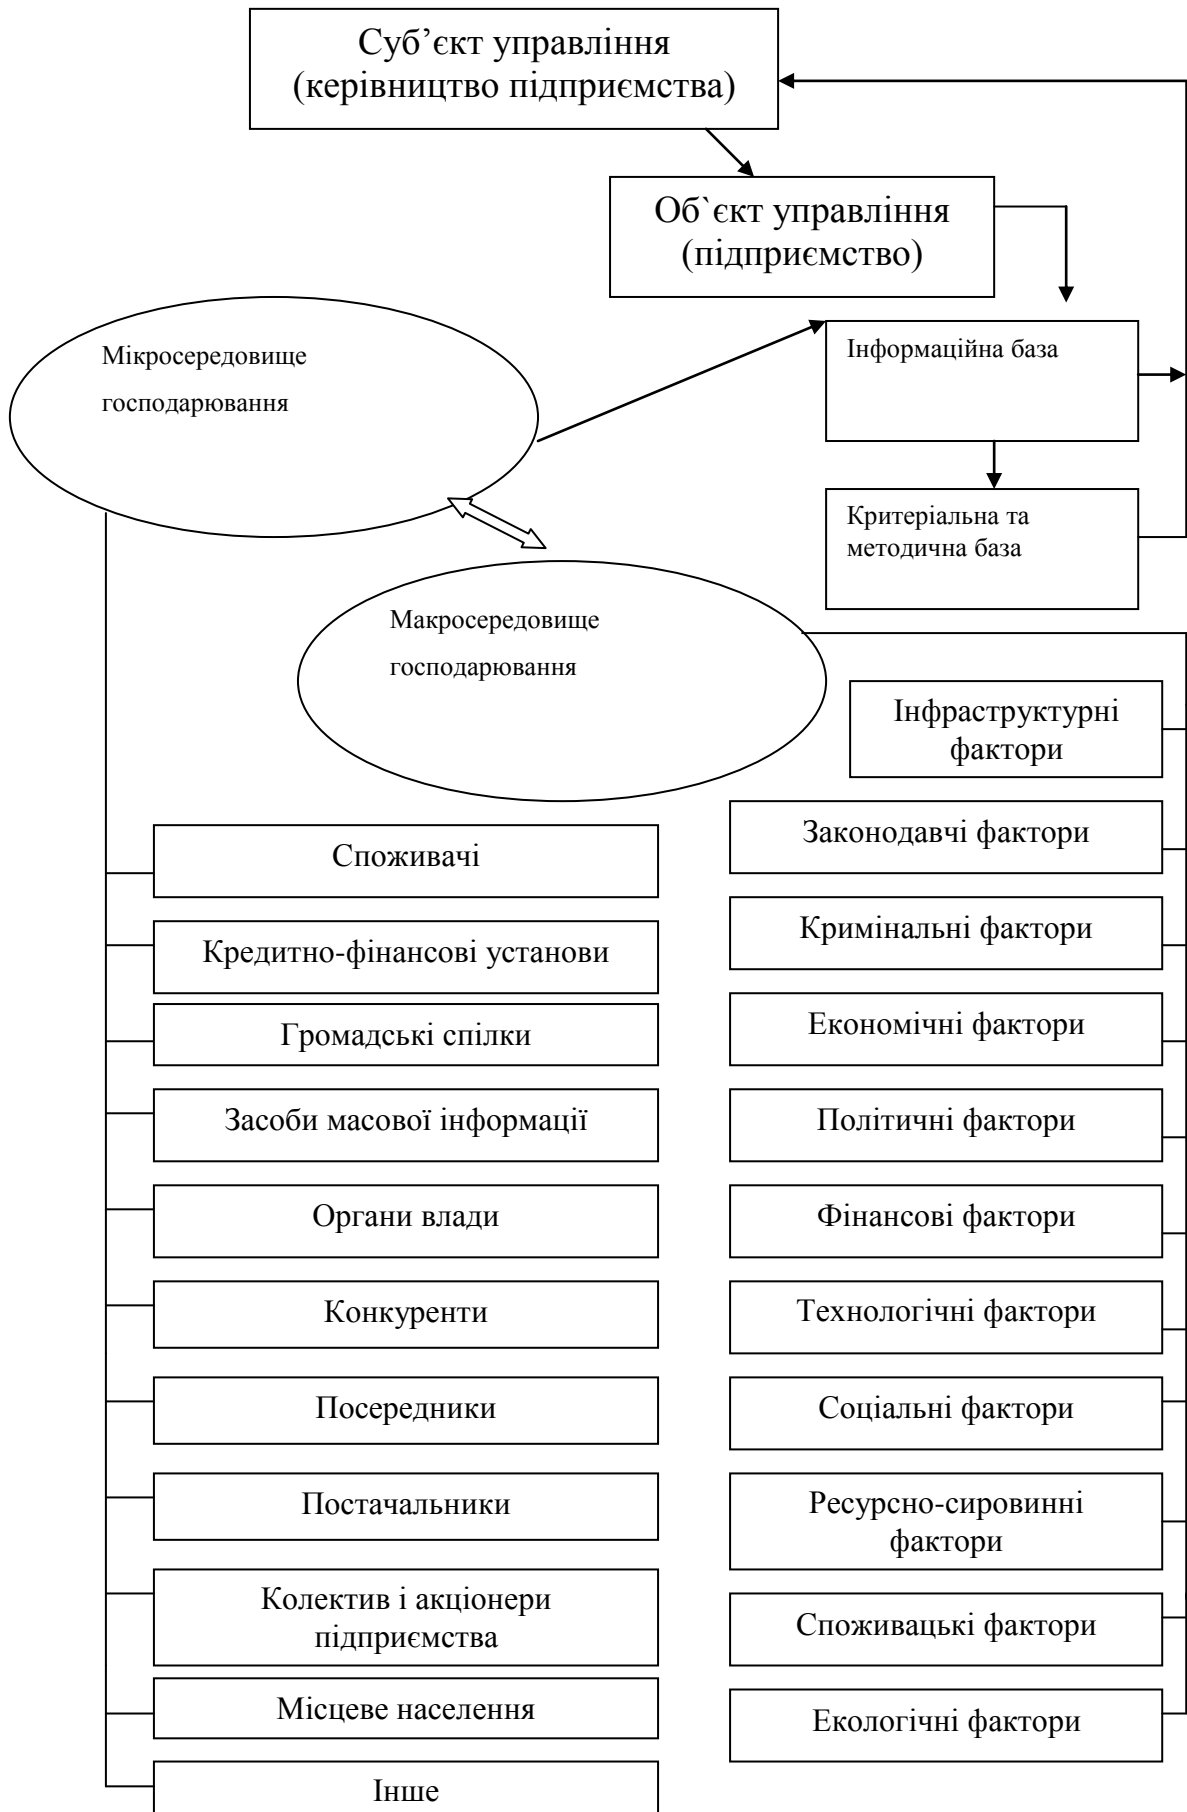 Суб’єкт управління
(керівництво підприємства)
Об`єкт управління
(підприємство)
Мікросередовище
господарювання
Інформаційна база
Критеріальна та
методична база
Макросередовище
господарювання
Споживачі
Кредитно-фінансові установи
Громадські спілки
Засоби масової інформації
Органи влади
Конкуренти
Посередники
Постачальники
Колектив і акціонери
підприємства
Місцеве населення
Інше
Інфраструктурні
фактори
Законодавчі фактори
Кримінальні фактори
Економічні фактори
Політичні фактори
Фінансові фактори
Технологічні фактори
Соціальні фактори
Ресурсно-сировинні
фактори
Споживацькі фактори
Екологічні фактори